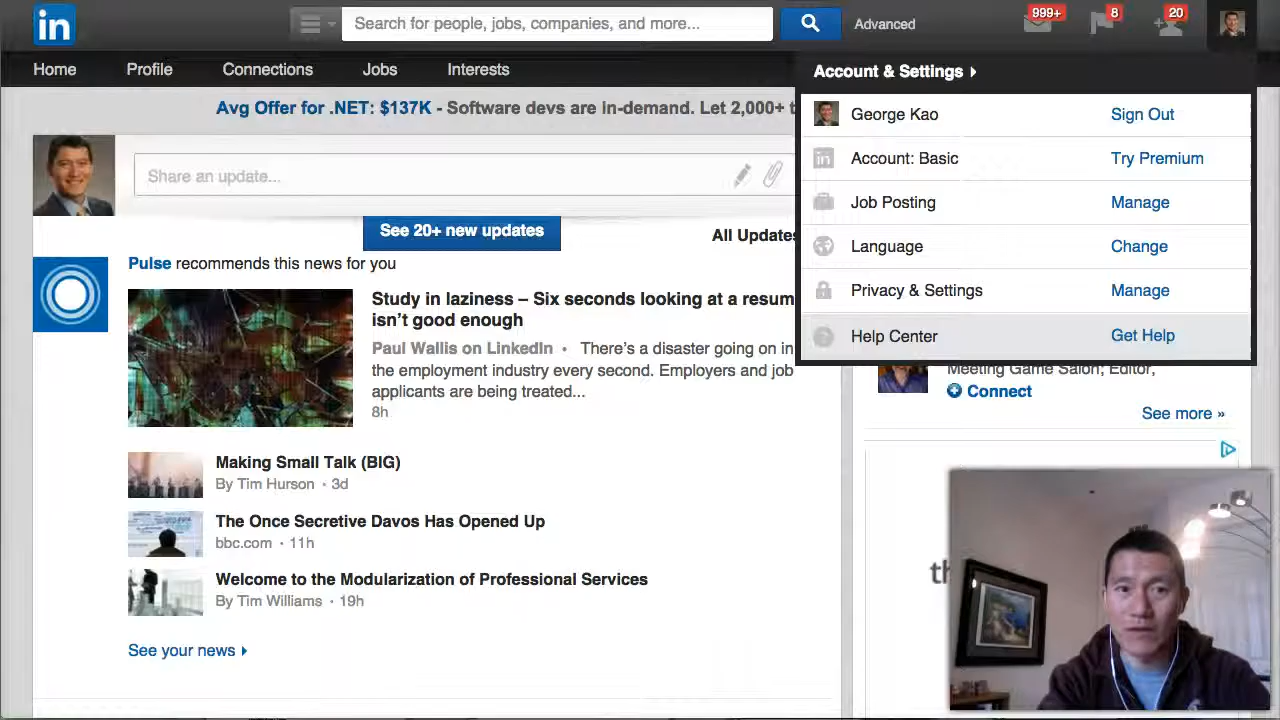 in
Search for people, jobs, companies, and more...
Advanced
999+
8
20
Home
Profile
Connections
Jobs
Interests
Account & Settings
George Kao
Sign Out
Account: Basic
Try Premium
Job Posting
Manage
Language
Change
Privacy & Settings
Manage
Help Center
Get Help
Avg Offer for .NET: $137K - Software devs are in-demand. Let 2,000+ t
Share an update...
See 20+ new updates
All Updates
Pulse recommends this news for you
Study in laziness – Six seconds looking at a resum
isn't good enough
Paul Wallis on LinkedIn • There's a disaster going on in
the employment industry every second. Employers and job
applicants are being treated...
8h
Meeting Game Salon; Editor,
Connect
See more »
Making Small Talk (BIG)
By Tim Hurson • 3d
The Once Secretive Davos Has Opened Up
bbc.com • 11h
th
Welcome to the Modularization of Professional Services
By Tim Williams • 19h
See your news